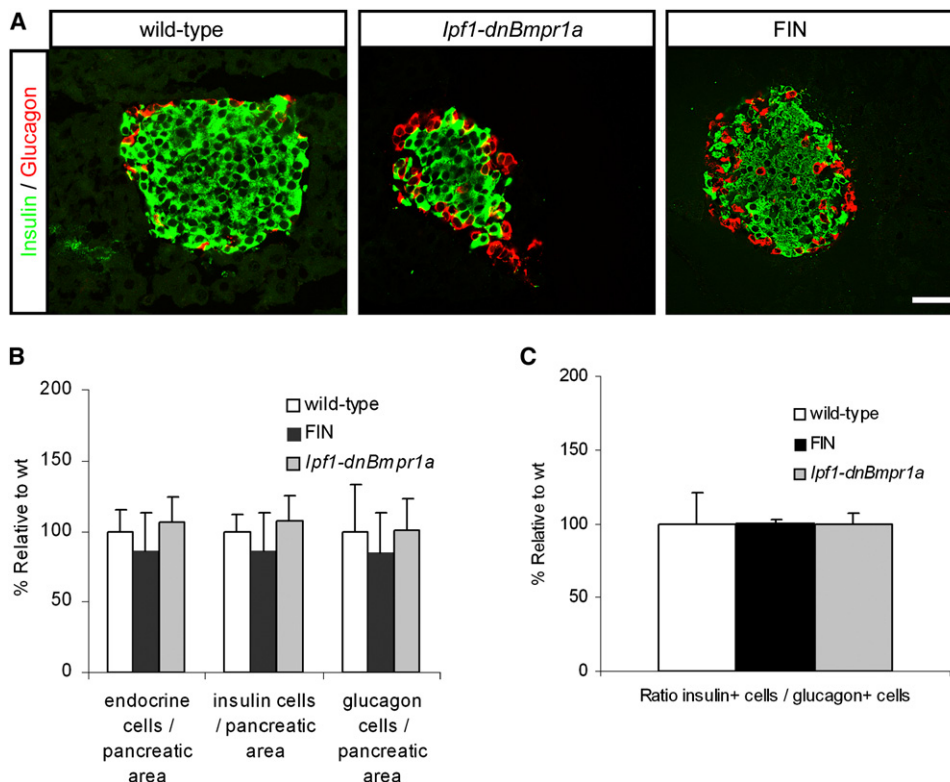 A
wild-type
Ipf1-dnBmpr1a
FIN
Insulin / Glucagon
B
200
150
100
50
0
% Relative to wt
wild-type
FIN
Ipf1-dnBmpr1a
endocrine
cells /
pancreatic
area
insulin cells
/ pancreatic
area
glucagon
cells /
pancreatic
area
C
200
150
100
50
0
% Relative to wt
wild-type
FIN
Ipf1-dnBmpr1a
Ratio insulin+ cells / glucagon+ cells